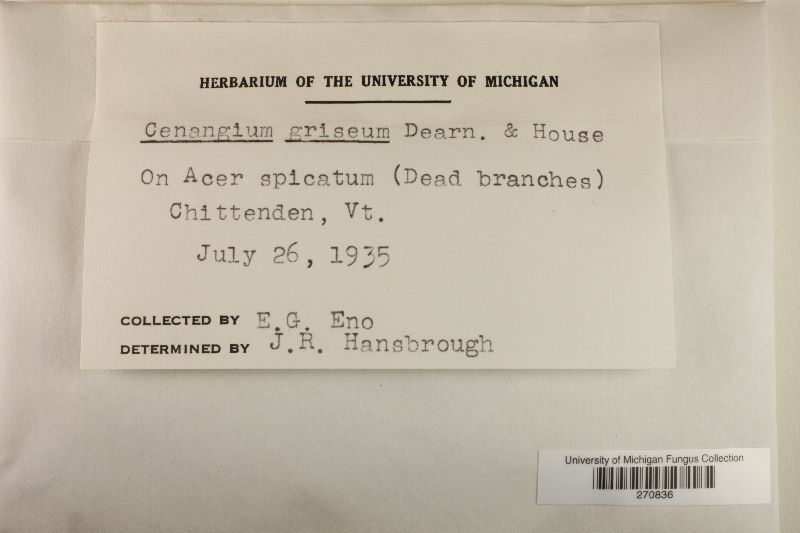 HERBARIUM OF THE UNIVERSITY OF MICHIGAN
Cenangium griseum Dearn. & House
On Acer spicatum (Dead branches)
Chittenden, Vt.
July 26, 1935
COLLECTED BY E.G. Eno
DETERMINED BY J.R. Hansbrough
University of Michigan Fungus Collection
270836